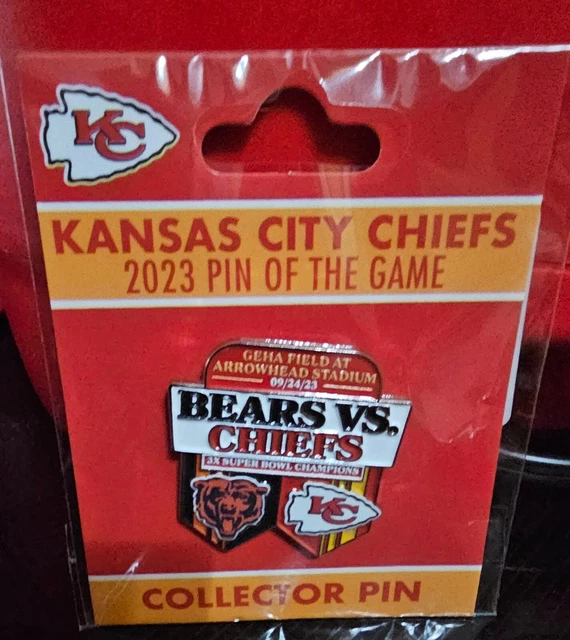 KC
KANSAS CITY CHIEFS
2023 PIN OF THE GAME
GEHA FIELD AT
ARROWHEAD STADIUM
09/24/23
BEARS VS.
CHIEFS
3X SUPER BOWL CHAMPIONS
KC
COLLECTOR PIN